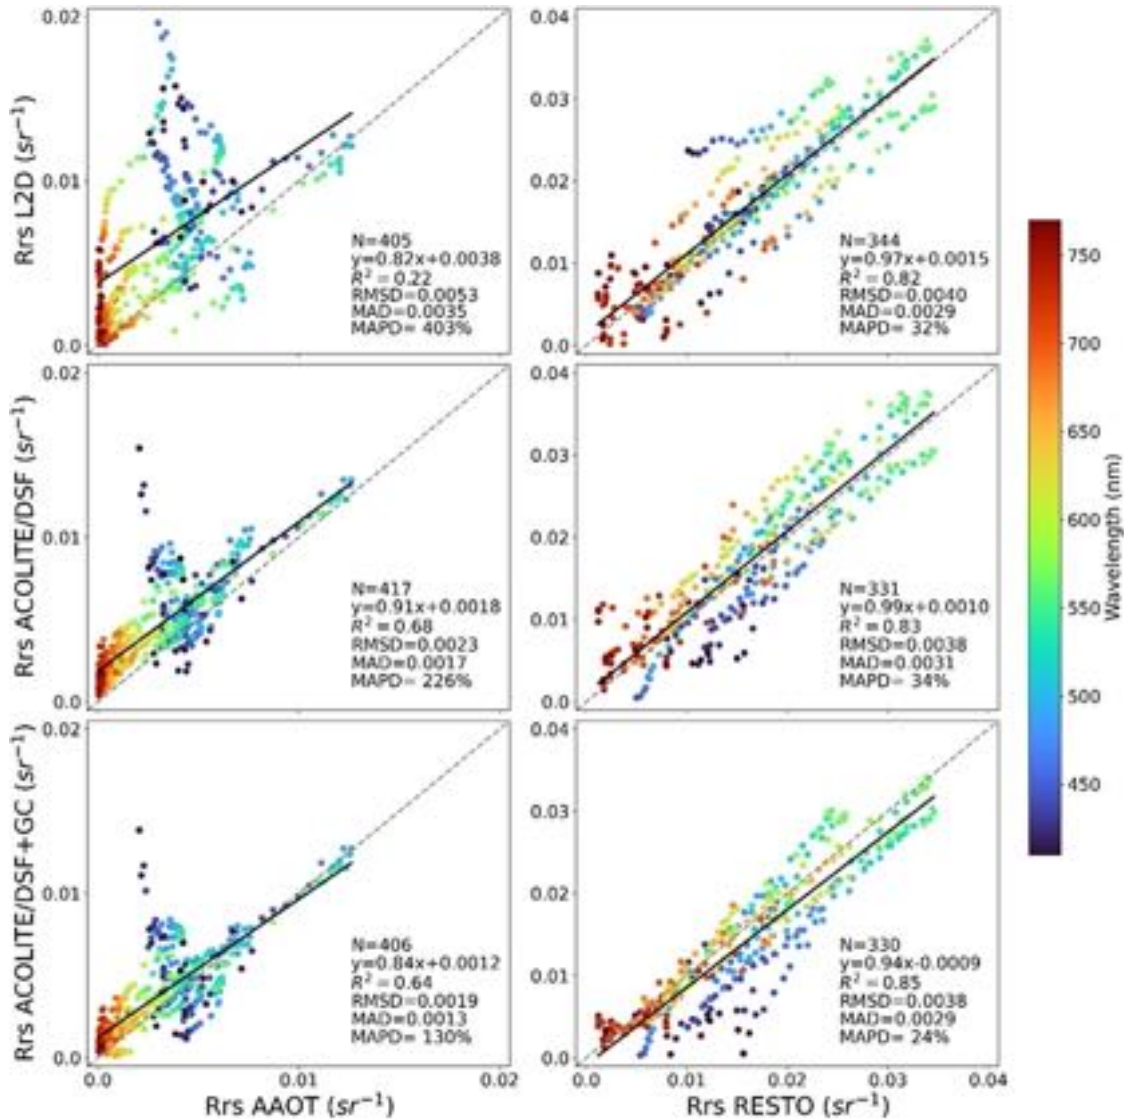 0.02
0.01
0.0
Rrs L2D (sr⁻¹)
N=405
y=0.82x+0.0038
R² = 0.22
RMSD=0.0053
MAD=0.0035
MAPD= 403%
0.04
0.03
0.02
0.01
0.0
N=344
y=0.97x+0.0015
R² = 0.82
RMSD=0.0040
MAD=0.0029
MAPD= 32%
0.02
0.01
0.0
Rrs ACOLITE/DSF (sr⁻¹)
N=417
y=0.91x+0.0018
R² = 0.68
RMSD=0.0023
MAD=0.0017
MAPD= 226%
0.04
0.03
0.02
0.01
0.0
N=331
y=0.99x+0.0010
R² = 0.83
RMSD=0.0038
MAD=0.0031
MAPD= 34%
0.02
0.01
0.0
Rrs ACOLITE/DSF+GC (sr⁻¹)
N=406
y=0.84x+0.0012
R² = 0.64
RMSD=0.0019
MAD=0.0013
MAPD= 130%
0.0 0.01 0.02
Rrs AAOT (sr⁻¹)
0.04
0.03
0.02
0.01
0.0
N=330
y=0.94x-0.0009
R² = 0.85
RMSD=0.0038
MAD=0.0029
MAPD= 24%
0.0 0.01 0.02 0.03 0.04
Rrs RESTO (sr⁻¹)
750
700
650
600
550
500
450
Wavelength (nm)